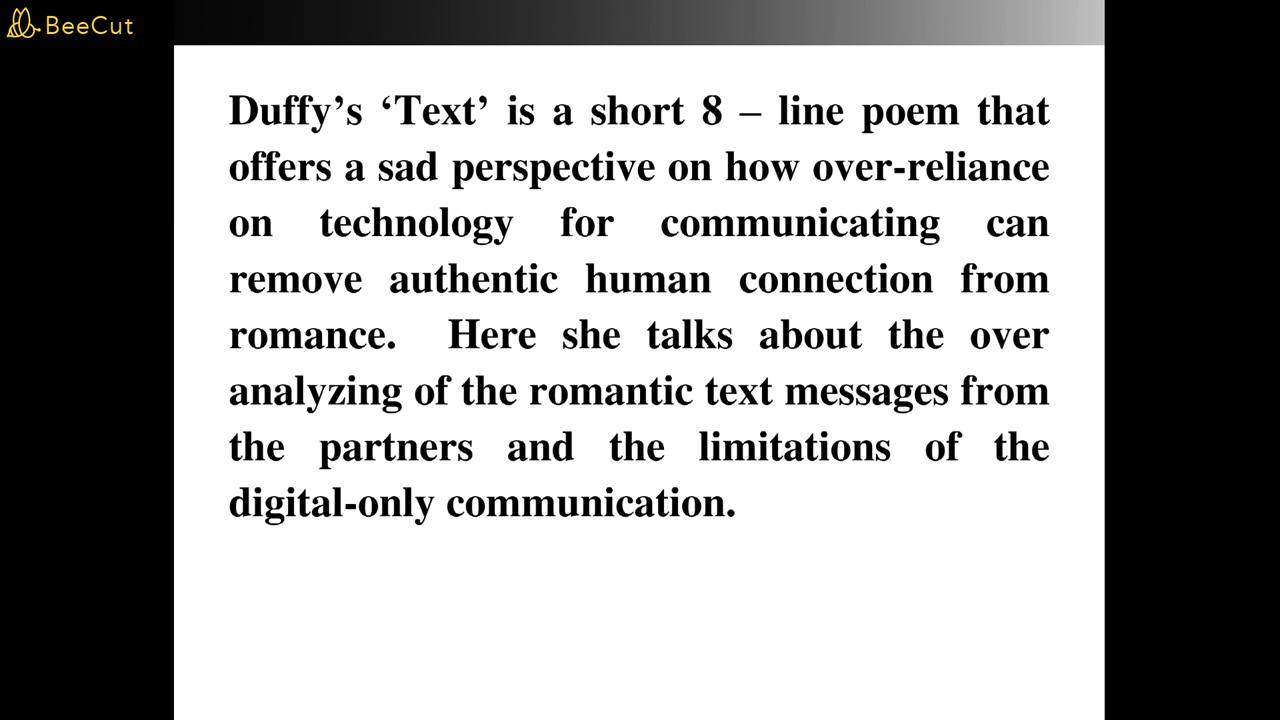 BeeCut
Duffy’s ‘Text’ is a short 8 – line poem that
offers a sad perspective on how over-reliance
on technology for communicating can
remove authentic human connection from
romance.  Here she talks about the over
analyzing of the romantic text messages from
the partners and the limitations of the
digital-only communication.